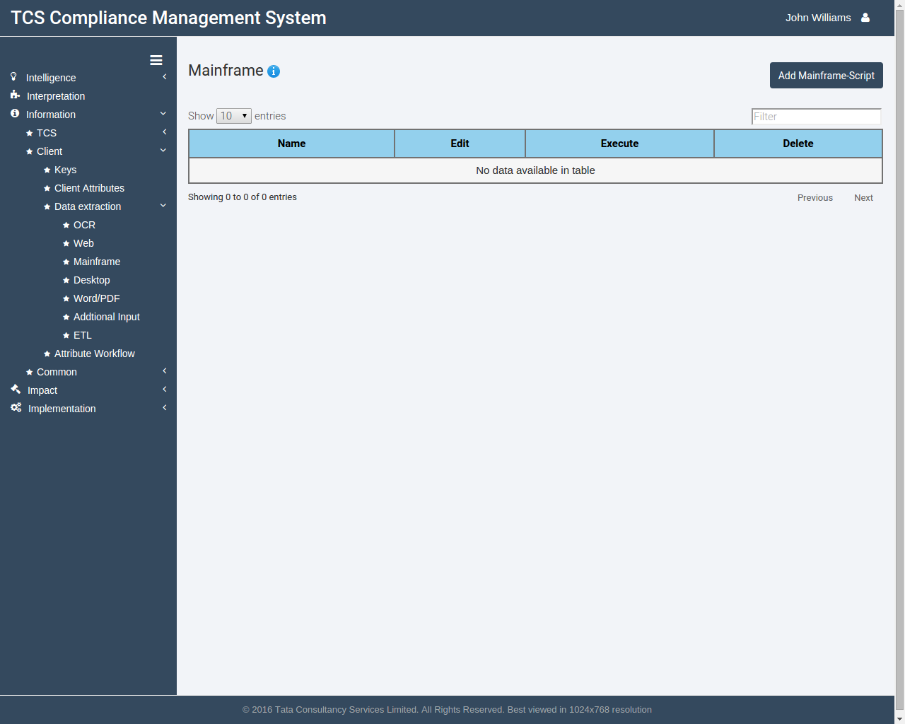 TCS Compliance Management System
John Williams
Intelligence
Interpretation
Information
TCS
Client
Keys
Client Attributes
Data extraction
OCR
Web
Mainframe
Desktop
Word/PDF
Addtional Input
ETL
Attribute Workflow
Common
Impact
Implementation
Mainframe
Add Mainframe-Script
Show 10 entries
Filter
Name Edit Execute Delete
No data available in table
Showing 0 to 0 of 0 entries
Previous Next
© 2016 Tata Consultancy Services Limited. All Rights Reserved. Best viewed in 1024x768 resolution